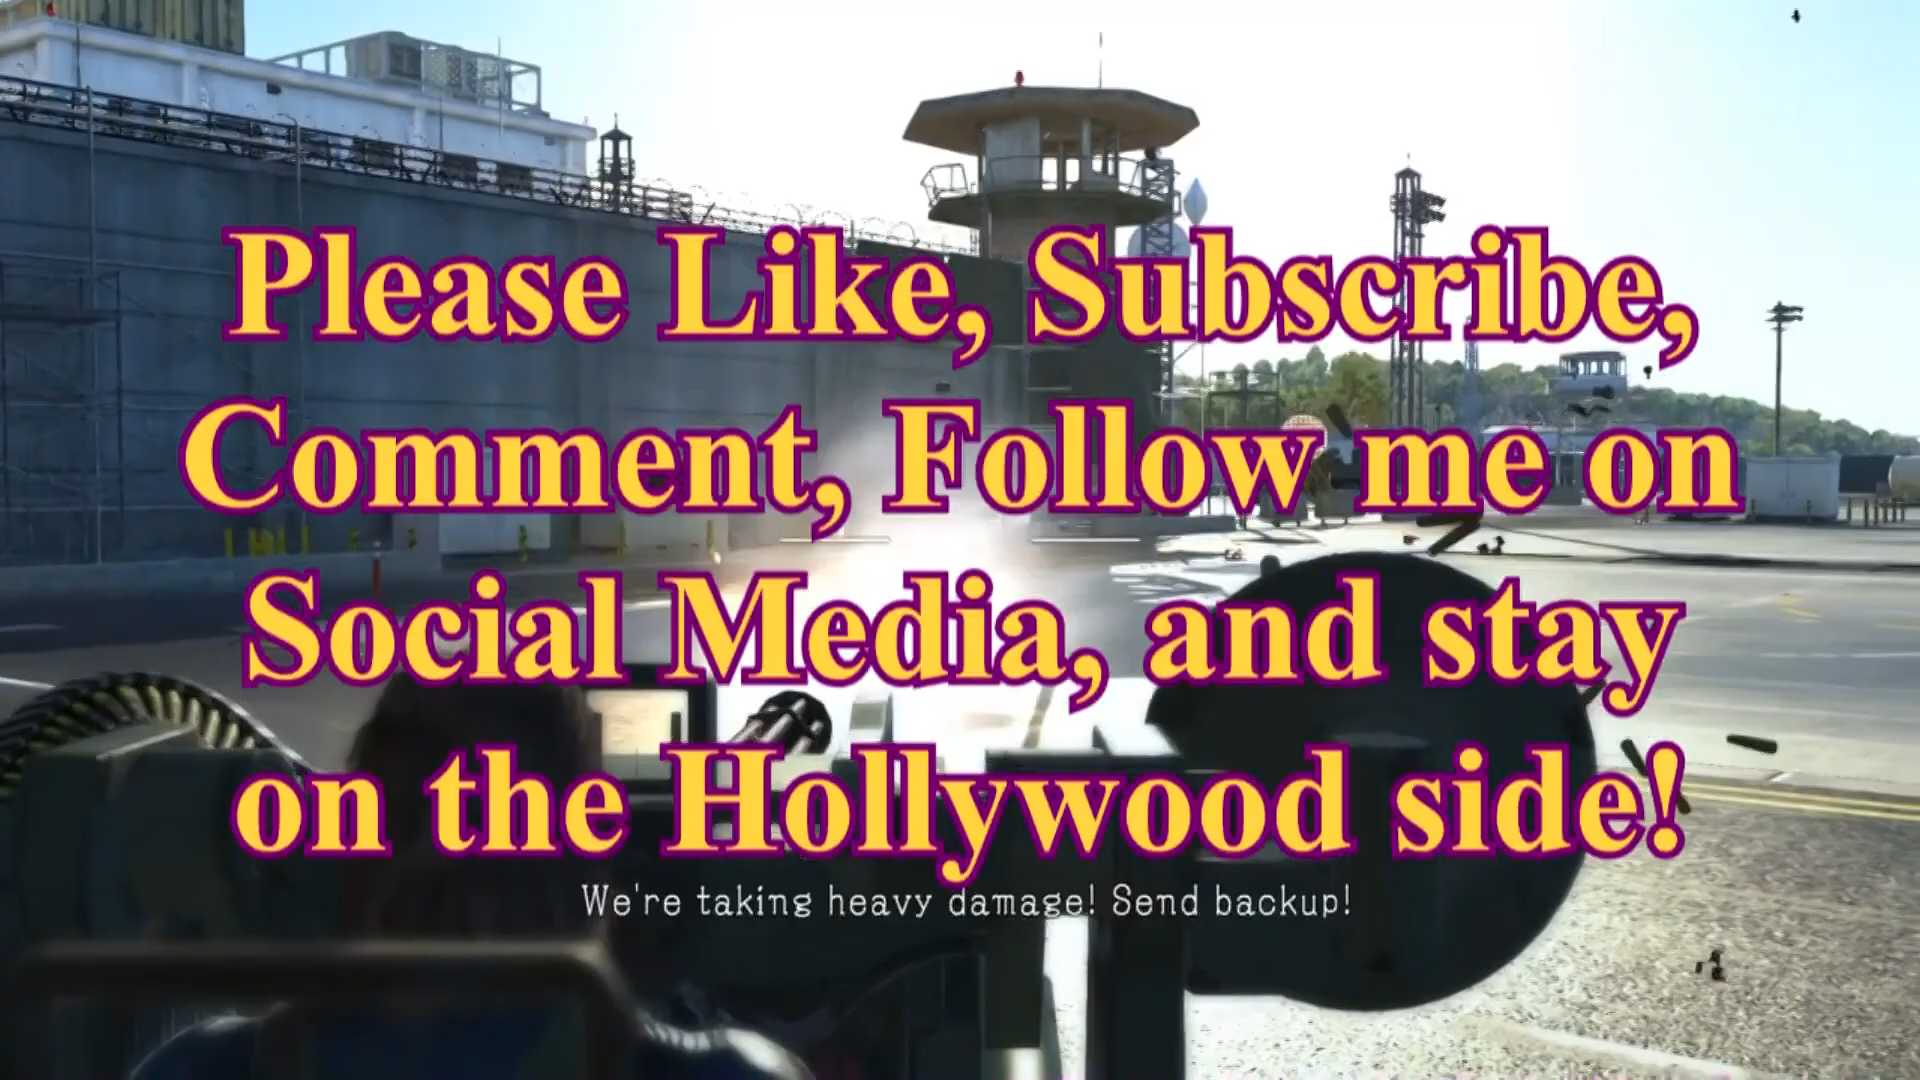 Please Like, Subscribe,
Comment, Follow me on
Social Media, and stay
on the Hollywood side!
We're taking heavy damage! Send backup!